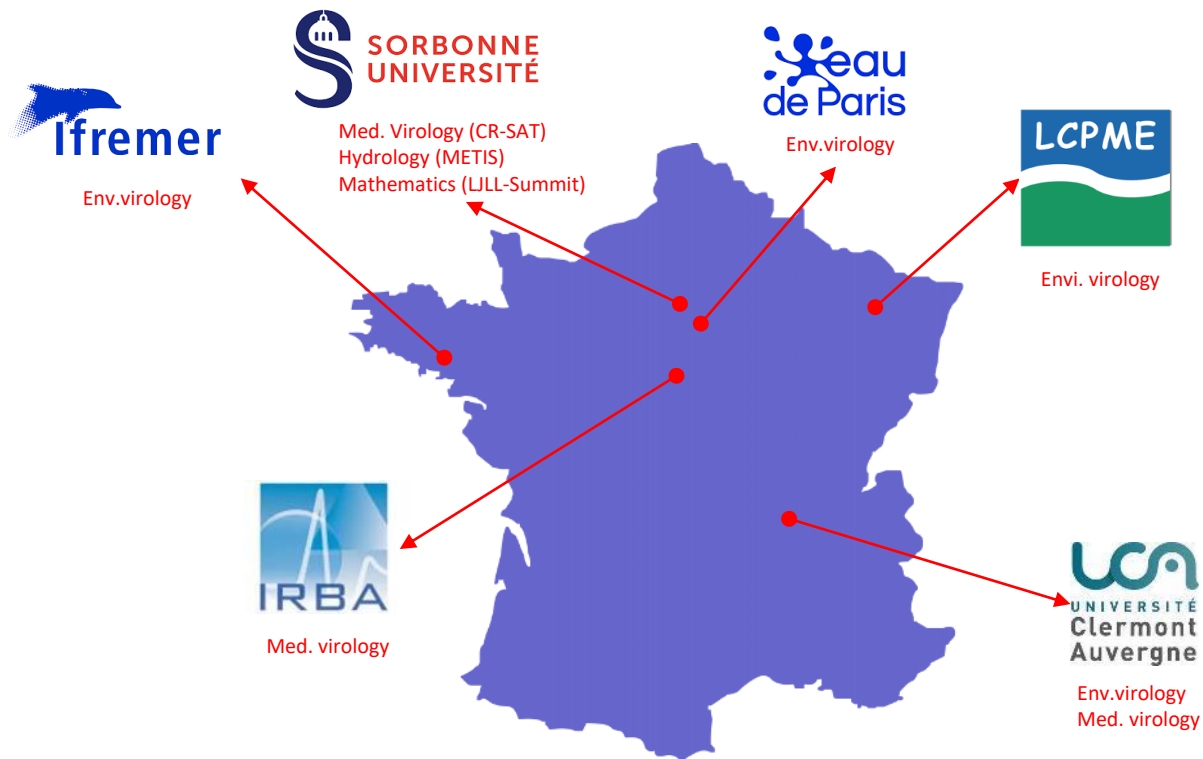 Ifremer
Env.virology
SORBONNE
UNIVERSITÉ
Med. Virology (CR-SAT)
Hydrology (METIS)
Mathematics (LJLL-Summit)
eau
de Paris
Env.virology
LCPME
Envi. virology
IRBA
Med. virology
UCA
UNIVERSITÉ
Clermont
Auvergne
Env.virology
Med. virology